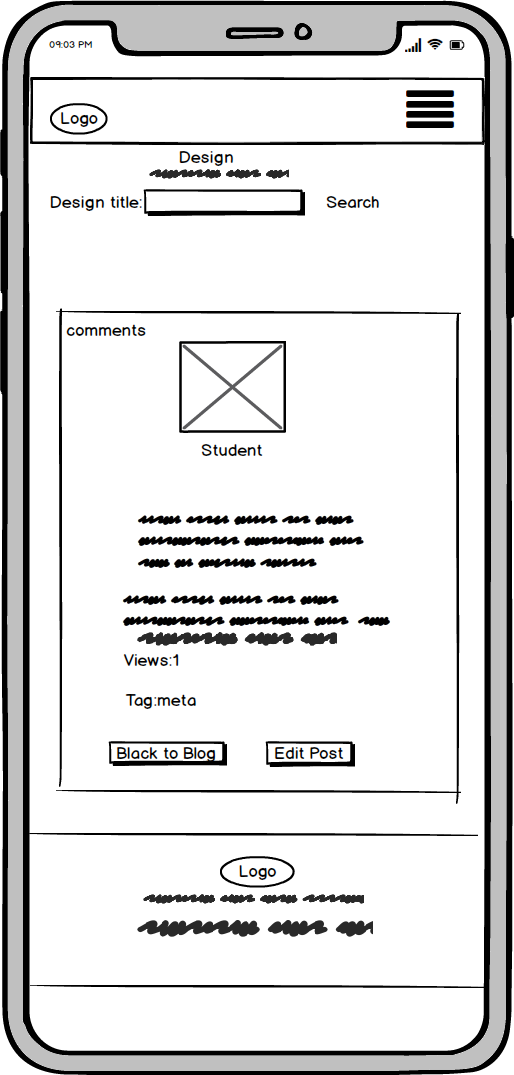 09:03 PM
Logo
Design
Design title:
Search
comments
Student
Views:1
Tag:meta
Black to Blog
Edit Post
Logo